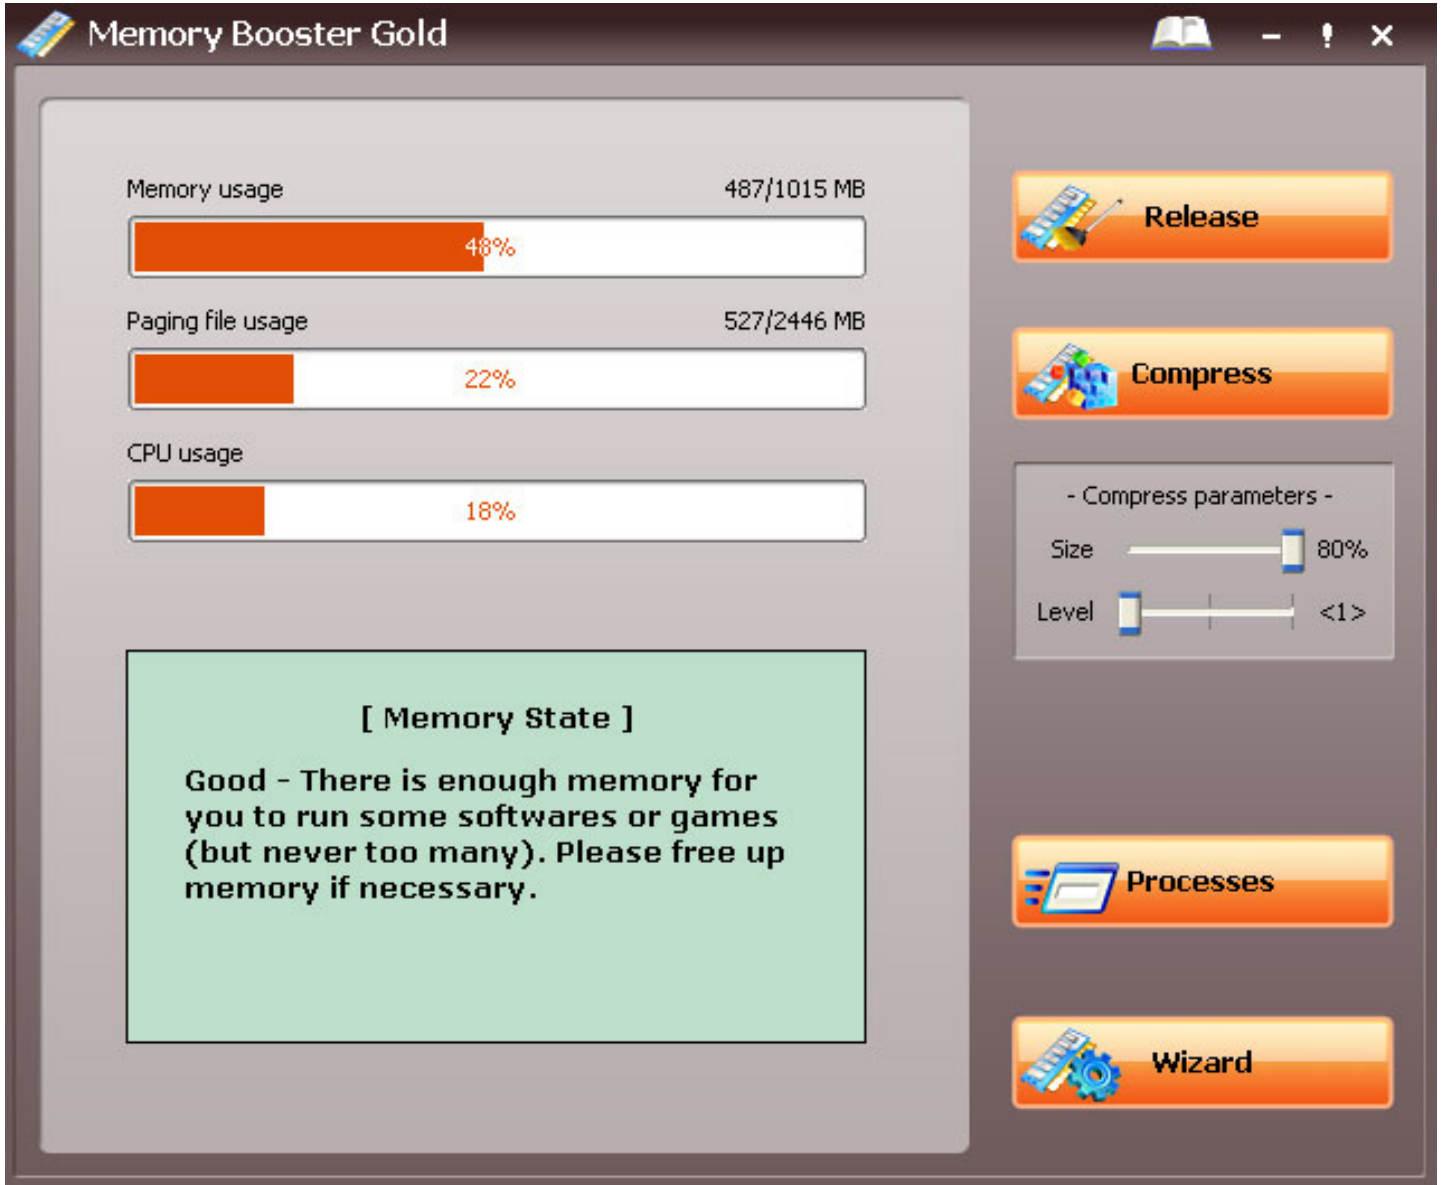 Memory Booster Gold
Memory usage 487/1015 MB
48%
Paging file usage 527/2446 MB
22%
CPU usage
18%
[ Memory State ]
Good - There is enough memory for
you to run some softwares or games
(but never too many). Please free up
memory if necessary.
Release
Compress
- Compress parameters -
Size 80%
Level <1>
Processes
Wizard